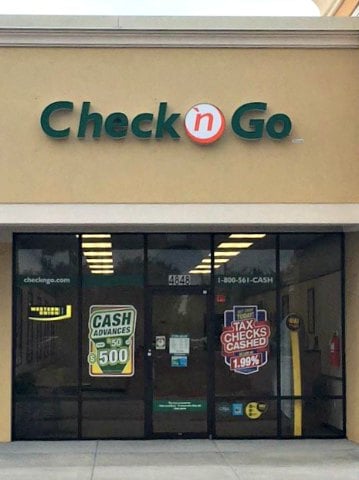 Check 'n Go
checkngo.com
4848
1-800-561-CASH
WESTERN
UNION
CASH
ADVANCES
$50
$500
TAX
CHECKS
CASHED
1.99%